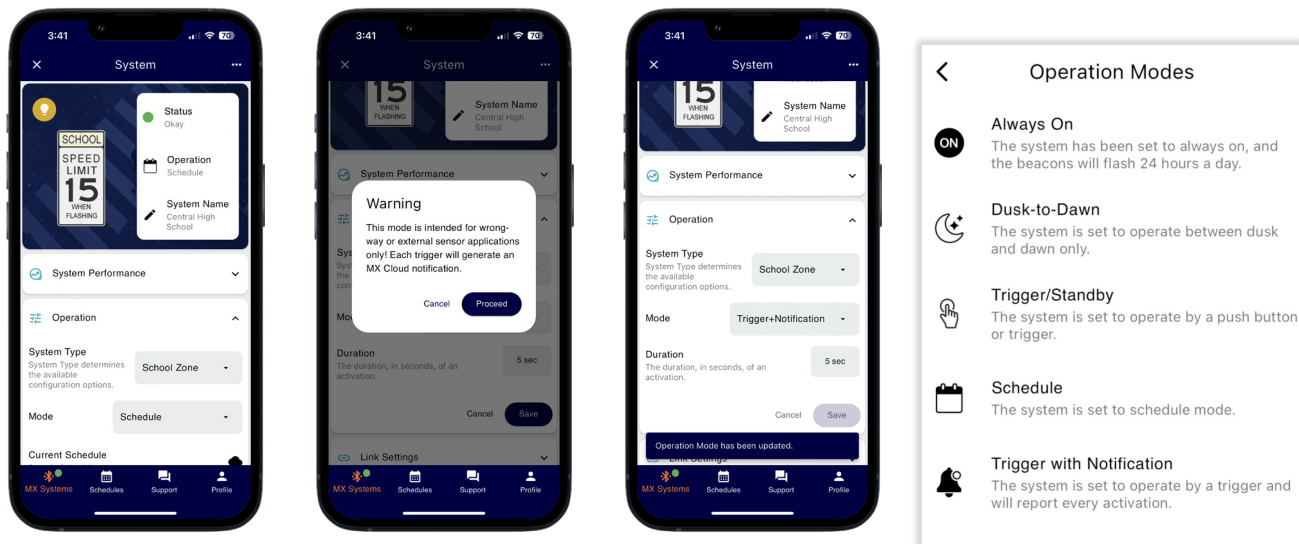 3:41
70
System
Status
Okay
Operation
Schedule
System Name
Central High
School
SCHOOL
SPEED
LIMIT
15
WHEN
FLASHING
System Performance
Operation
System Type
System Type determines
the available
configuration options.
School Zone
Mode
Schedule
Current Schedule
MX Systems
Schedules
Support
Profile
3:41
70
System
15
WHEN
FLASHING
System Name
Central High
School
System Performance
Warning
This mode is intended for wrong-
way or external sensor applications
only! Each trigger will generate an
MX Cloud notification.
Cancel
Proceed
Duration
The duration, in seconds, of an
activation.
5 sec
Cancel
Save
Link Settings
MX Systems
Schedules
Support
Profile
3:41
70
System
15
WHEN
FLASHING
System Name
Central High
School
System Performance
Operation
System Type
System Type determines
the available
configuration options.
School Zone
Mode
Trigger+Notification
Duration
The duration, in seconds, of an
activation.
5 sec
Cancel
Save
Operation Mode has been updated.
Link Settings
MX Systems
Schedules
Support
Profile
Operation Modes
ON
Always On
The system has been set to always on, and
the beacons will flash 24 hours a day.
Dusk-to-Dawn
The system is set to operate between dusk
and dawn only.
Trigger/Standby
The system is set to operate by a push button
or trigger.
Schedule
The system is set to schedule mode.
Trigger with Notification
The system is set to operate by a trigger and
will report every activation.